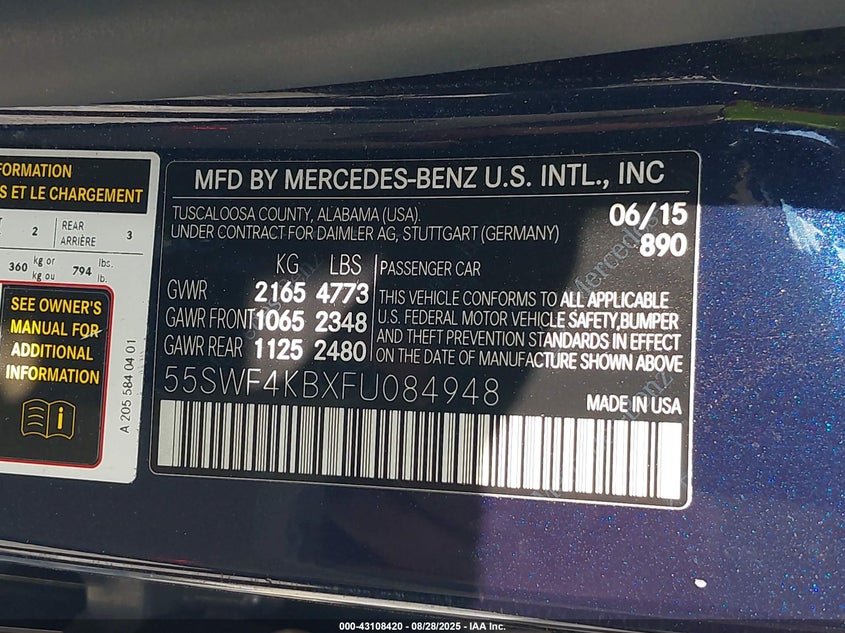 FORMATION
S ET LE CHARGEMENT
2 REAR ARRIÈRE 3
360 kg or kg ou 794 lbs. lb.
SEE OWNER'S
MANUAL FOR
ADDITIONAL
INFORMATION
i
A 205 584 04 01
MFD BY MERCEDES-BENZ U.S. INTL., INC
TUSCALOOSA COUNTY, ALABAMA (USA).
UNDER CONTRACT FOR DAIMLER AG, STUTTGART (GERMANY)
06/15
890
KG LBS
GVWR 2165 4773
GAWR FRONT 1065 2348
GAWR REAR 1125 2480
PASSENGER CAR
THIS VEHICLE CONFORMS TO ALL APPLICABLE
U.S. FEDERAL MOTOR VEHICLE SAFETY, BUMPER
AND THEFT PREVENTION STANDARDS IN EFFECT
ON THE DATE OF MANUFACTURE SHOWN ABOVE
55SWF4KBXFU084948
MADE IN USA
000-43108420 - 08/28/2025 - IAA Inc.